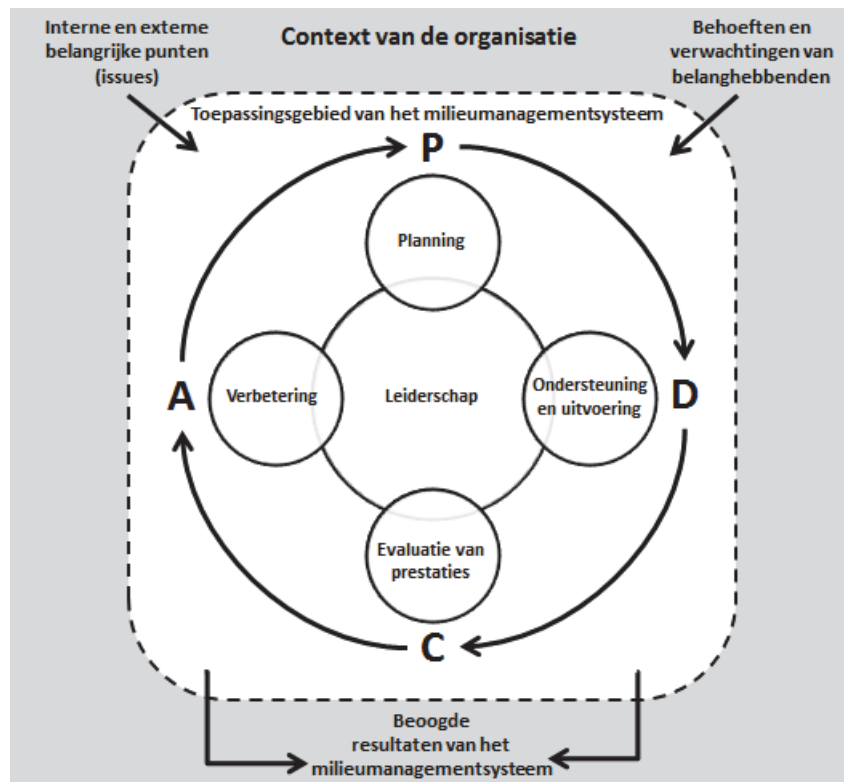 Interne en externe
belangrijke punten
(issues)
Context van de organisatie
Behoeften en
verwachtingen van
belanghebbenden
Toepassingsgebied van het milieumanagementsysteem
P
Planning
A
Verbetering
Leiderschap
Ondersteuning
en uitvoering
D
Evaluatie van
prestaties
C
Beoogde
resultaten van het
milieumanagementsysteem